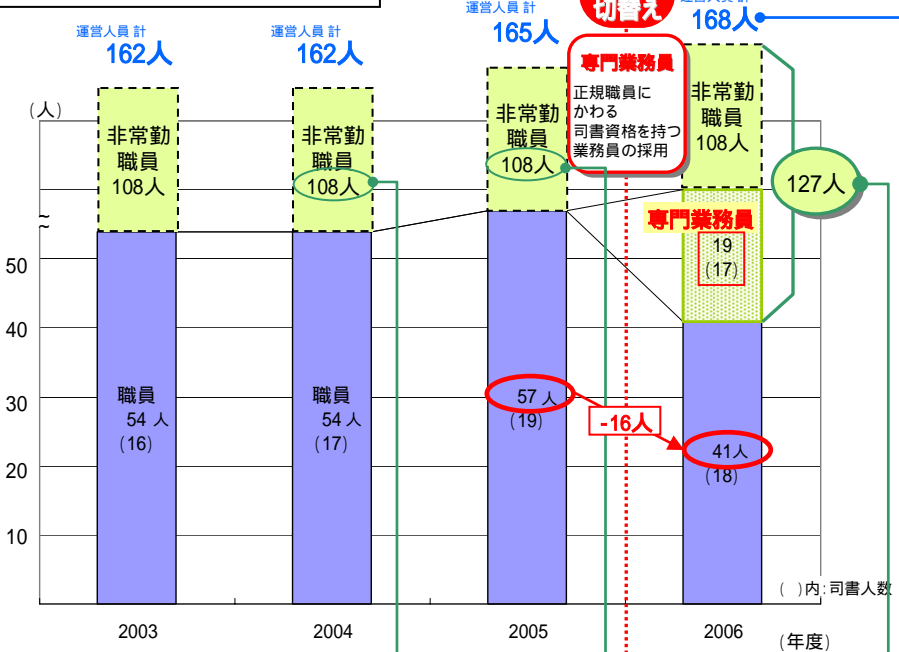 運営人員 計
162人
運営人員 計
162人
運営人員 計
165人
切替え
運営人員 計
168人
専門業務員
正規職員に
かわる
司書資格を持つ
業務員の採用
(人)
非常勤
職員
108人
非常勤
職員
108人
非常勤
職員
108人
非常勤
職員
108人
127人
専門業務員
19
(17)
~
~
50
40
30
20
10
職員
54 人
(16)
職員
54 人
(17)
57 人
(19)
-16人
41人
(18)
( )内:司書人数
2003
2004
2005
2006
(年度)